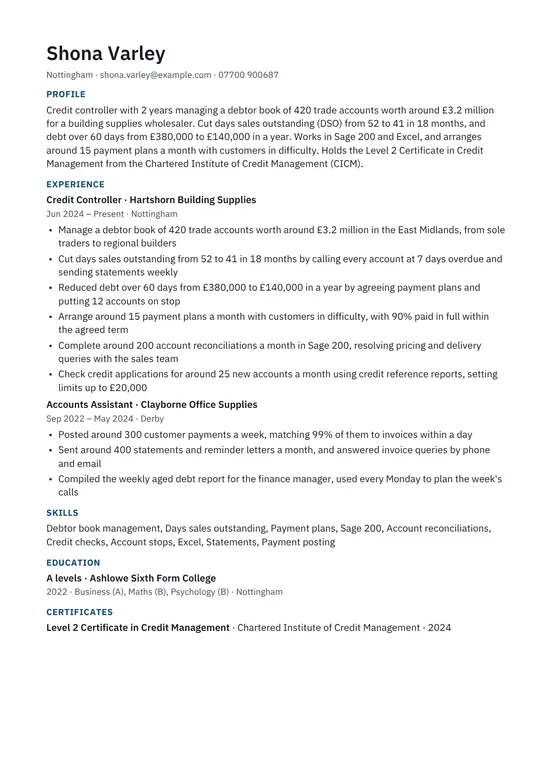 Shona Varley
Nottingham · shona.varley@example.com · 07700 900687
PROFILE
Credit controller with 2 years managing a debtor book of 420 trade accounts worth around £3.2 million
for a building supplies wholesaler. Cut days sales outstanding (DSO) from 52 to 41 in 18 months, and
debt over 60 days from £380,000 to £140,000 in a year. Works in Sage 200 and Excel, and arranges
around 15 payment plans a month with customers in difficulty. Holds the Level 2 Certificate in Credit
Management from the Chartered Institute of Credit Management (CICM).
EXPERIENCE
Credit Controller · Hartshorn Building Supplies
Jun 2024 – Present · Nottingham
• Manage a debtor book of 420 trade accounts worth around £3.2 million in the East Midlands, from sole
traders to regional builders
• Cut days sales outstanding from 52 to 41 in 18 months by calling every account at 7 days overdue and
sending statements weekly
• Reduced debt over 60 days from £380,000 to £140,000 in a year by agreeing payment plans and
putting 12 accounts on stop
• Arrange around 15 payment plans a month with customers in difficulty, with 90% paid in full within
the agreed term
• Complete around 200 account reconciliations a month in Sage 200, resolving pricing and delivery
queries with the sales team
• Check credit applications for around 25 new accounts a month using credit reference reports, setting
limits up to £20,000
Accounts Assistant · Clayborne Office Supplies
Sep 2022 – May 2024 · Derby
• Posted around 300 customer payments a week, matching 99% of them to invoices within a day
• Sent around 400 statements and reminder letters a month, and answered invoice queries by phone
and email
• Compiled the weekly aged debt report for the finance manager, used every Monday to plan the week's
calls
SKILLS
Debtor book management, Days sales outstanding, Payment plans, Sage 200, Account reconciliations,
Credit checks, Account stops, Excel, Statements, Payment posting
EDUCATION
A levels · Ashlowe Sixth Form College
2022 · Business (A), Maths (B), Psychology (B) · Nottingham
CERTIFICATES
Level 2 Certificate in Credit Management · Chartered Institute of Credit Management · 2024